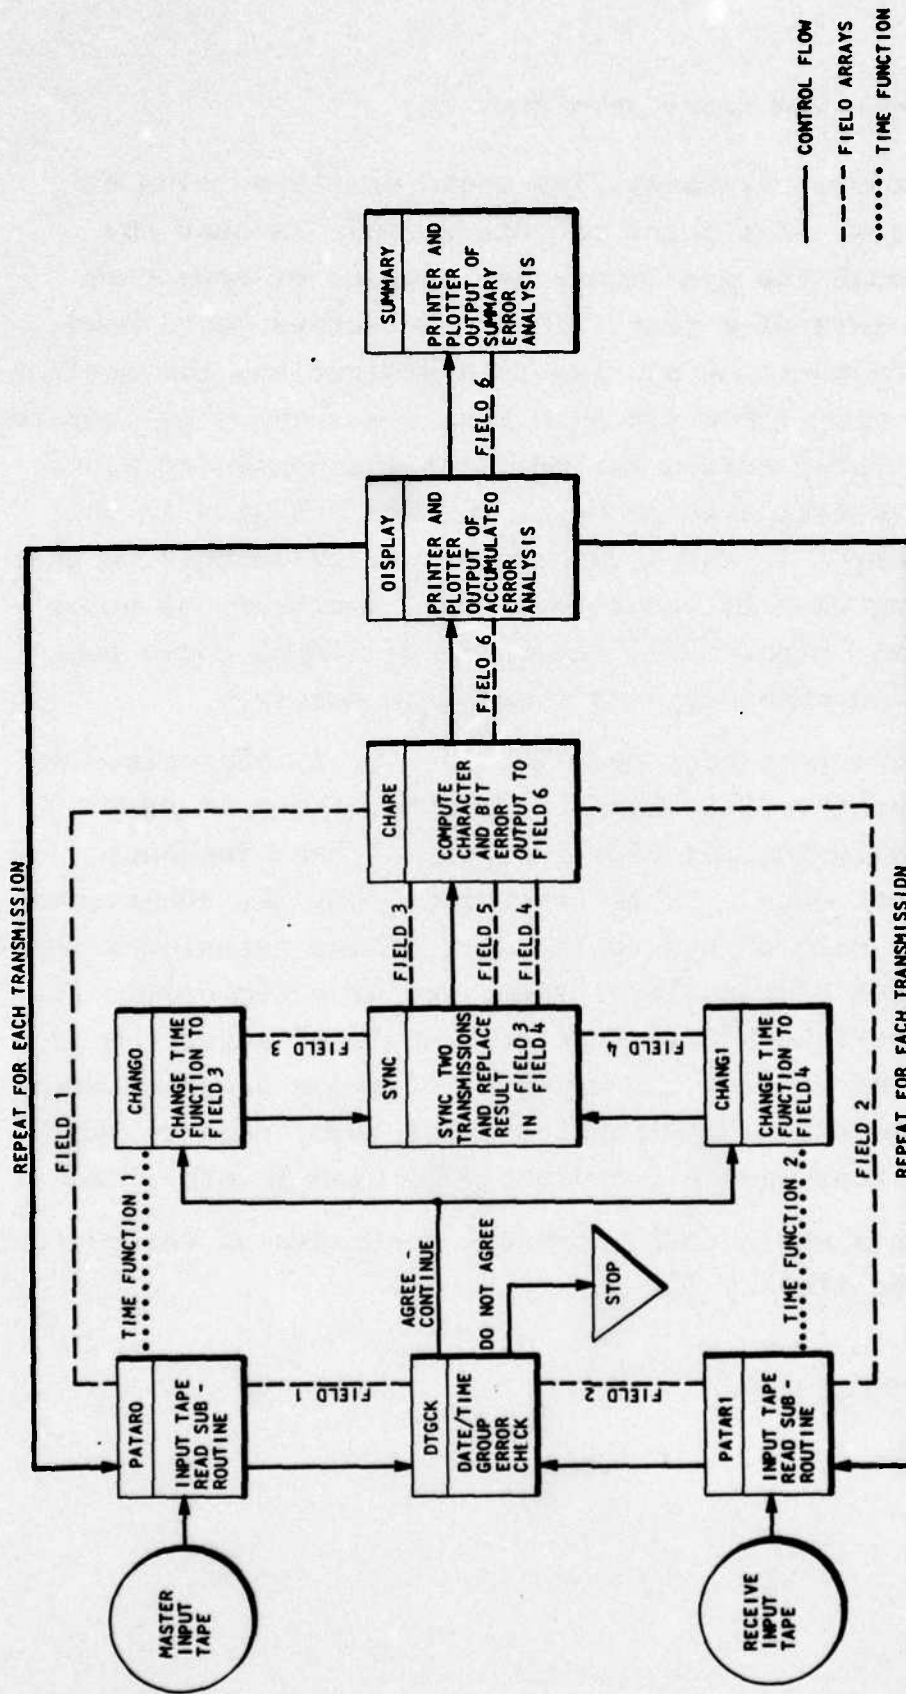 REPEAT FOR EACH TRANSMISSION
FIELD 1
MASTER
INPUT
TAPE
PATARO
INPUT TAPE
READ SUB-
ROUTINE
TIME FUNCTION 1
CHANGO
CHANGE TIME
FUNCTION TO
FIELD 3
FIELD 1
FIELD 3
DTGCK
DATE/TIME
GROUP
ERROR
CHECK
AGREE -
CONTINUE
DO NOT AGREE
STOP
SYNC
SYNC TWO
TRANSMISSIONS
AND REPLACE
RESULT
IN FIELD 3
FIELD 4
FIELD 3
FIELD 5
FIELD 4
CHARE
COMPUTE
CHARACTER
AND BIT
ERROR
OUTPUT TO
FIELD 6
FIELD 6
OISPLAY
PRINTER AND
PLOTTER
OUTPUT OF
ACCUMULATEO
ERROR
ANALYSIS
FIELD 6
SUMMARY
PRINTER AND
PLOTTER
OUTPUT OF
SUMMARY
ERROR
ANALYSIS
FIELD 2
FIELD 4
RECEIVE
INPUT
TAPE
PATAR1
INPUT TAPE
READ SUB-
ROUTINE
TIME FUNCTION 2
CHANG1
CHANGE TIME
FUNCTION TO
FIELD 4
FIELD 2
REPEAT FOR EACH TRANSMISSION
CONTROL FLOW
FIELO ARRAYS
TIME FUNCTION